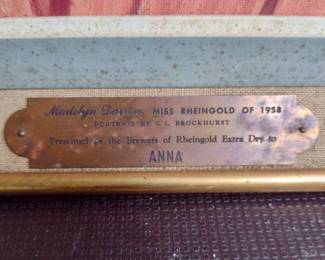 Madelyn Darrow, MISS RHEINGOLD OF 1958
PORTRAIT BY G. L. BROCKHURST
Presented by the Brewers of Rheingold Extra Dry to
ANNA